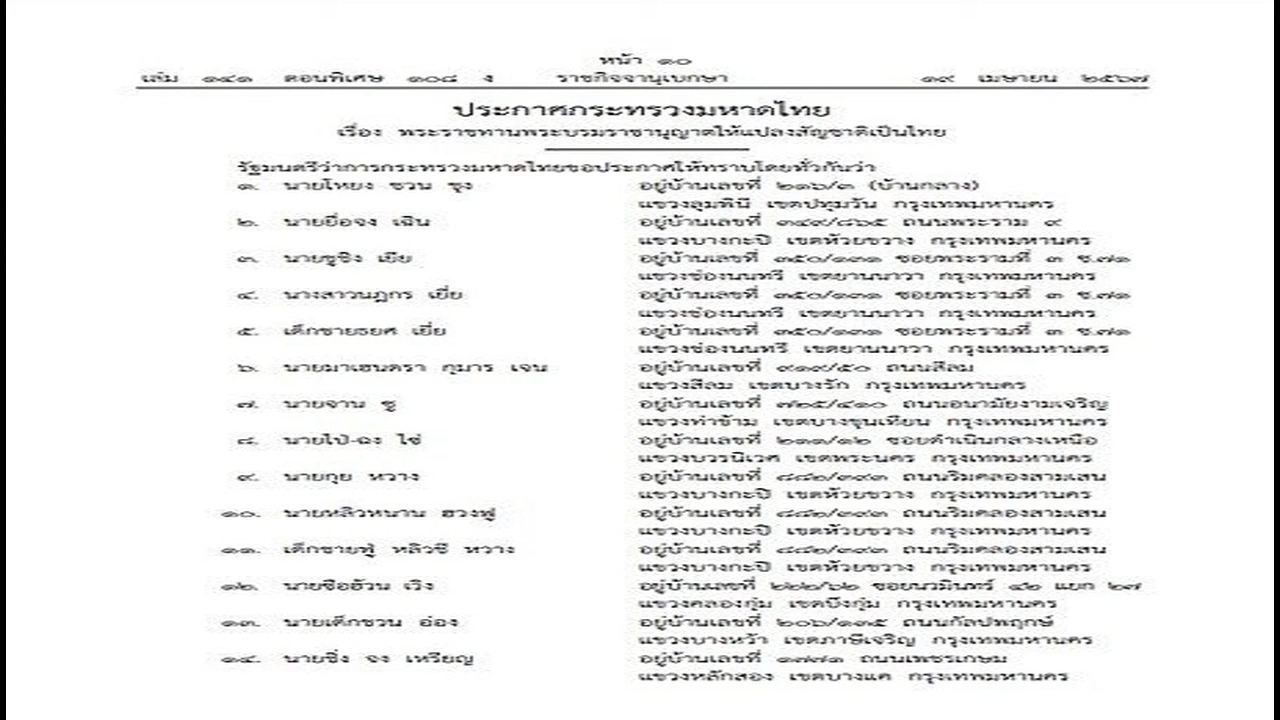 หน้า ๑๐
เล่ม ๑๔๑ ตอนพิเศษ ๑๐๘ ง ราชกิจจานุเบกษา ๑๙ เมษายน ๒๕๖๗
ประกาศกระทรวงมหาดไทย
เรื่อง พระราชทานพระบรมราชานุญาตให้แปลงสัญชาติเป็นไทย
รัฐมนตรีว่าการกระทรวงมหาดไทยขอประกาศให้ทราบโดยทั่วกันว่า
๑. นายโหยง ชวน ชุง อยู่บ้านเลขที่ ๒๑๖/๓ (บ้านกลาง)
แขวงลุมพินี เขตปทุมวัน กรุงเทพมหานคร
๒. นายยื่อจง เฉิน อยู่บ้านเลขที่ ๓๔๙/๘๖๕ ถนนพระราม ๙
แขวงบางกะปิ เขตห้วยขวาง กรุงเทพมหานคร
๓. นายชูชิง เยี่ย อยู่บ้านเลขที่ ๓๕๐/๑๓๑ ซอยพระรามที่ ๓ ซ.๗๑
แขวงช่องนนทรี เขตยานนาวา กรุงเทพมหานคร
๔. นางสาวนฎกร เยี่ย อยู่บ้านเลขที่ ๓๕๐/๑๓๑ ซอยพระรามที่ ๓ ซ.๗๑
แขวงช่องนนทรี เขตยานนาวา กรุงเทพมหานคร
๕. เด็กชายธยศ เยี่ย อยู่บ้านเลขที่ ๓๕๐/๑๓๑ ซอยพระรามที่ ๓ ซ.๗๑
แขวงช่องนนทรี เขตยานนาวา กรุงเทพมหานคร
๖. นายมาเฮนดรา กุมาร เจน อยู่บ้านเลขที่ ๙๑๙/๕๐ ถนนสีลม
แขวงสีลม เขตบางรัก กรุงเทพมหานคร
๗. นายจาน ชู อยู่บ้านเลขที่ ๗๒๕/๔๑๐ ถนนอนามัยงามเจริญ
แขวงท่าข้าม เขตบางขุนเทียน กรุงเทพมหานคร
๘. นายไป๋-ฉง ไช่ อยู่บ้านเลขที่ ๒๑๑/๑๒ ซอยดำเนินกลางเหนือ
แขวงบวรนิเวศ เขตพระนคร กรุงเทพมหานคร
๙. นายกุย หวาง อยู่บ้านเลขที่ ๘๘๒/๓๙๓ ถนนริมคลองสามเสน
แขวงบางกะปิ เขตห้วยขวาง กรุงเทพมหานคร
๑๐. นายหลิวหนาน ฮวงฟู อยู่บ้านเลขที่ ๘๘๒/๓๙๓ ถนนริมคลองสามเสน
แขวงบางกะปิ เขตห้วยขวาง กรุงเทพมหานคร
๑๑. เด็กชายฟู่ หลิวซี หวาง อยู่บ้านเลขที่ ๘๘๒/๓๙๓ ถนนริมคลองสามเสน
แขวงบางกะปิ เขตห้วยขวาง กรุงเทพมหานคร
๑๒. นายซือฮ้วน เวิง อยู่บ้านเลขที่ ๒๒๒/๖๒ ซอยนวมินทร์ ๔๒ แยก ๒๗
แขวงคลองกุ่ม เขตบึงกุ่ม กรุงเทพมหานคร
๑๓. นายเต็กชวน อ่อง อยู่บ้านเลขที่ ๒๐๖/๑๓๕ ถนนกัลปพฤกษ์
แขวงบางหว้า เขตภาษีเจริญ กรุงเทพมหานคร
๑๔. นายซิ่ง จง เหรียญ อยู่บ้านเลขที่ ๑๗๗๑ ถนนเพชรเกษม
แขวงหลักสอง เขตบางแค กรุงเทพมหานคร